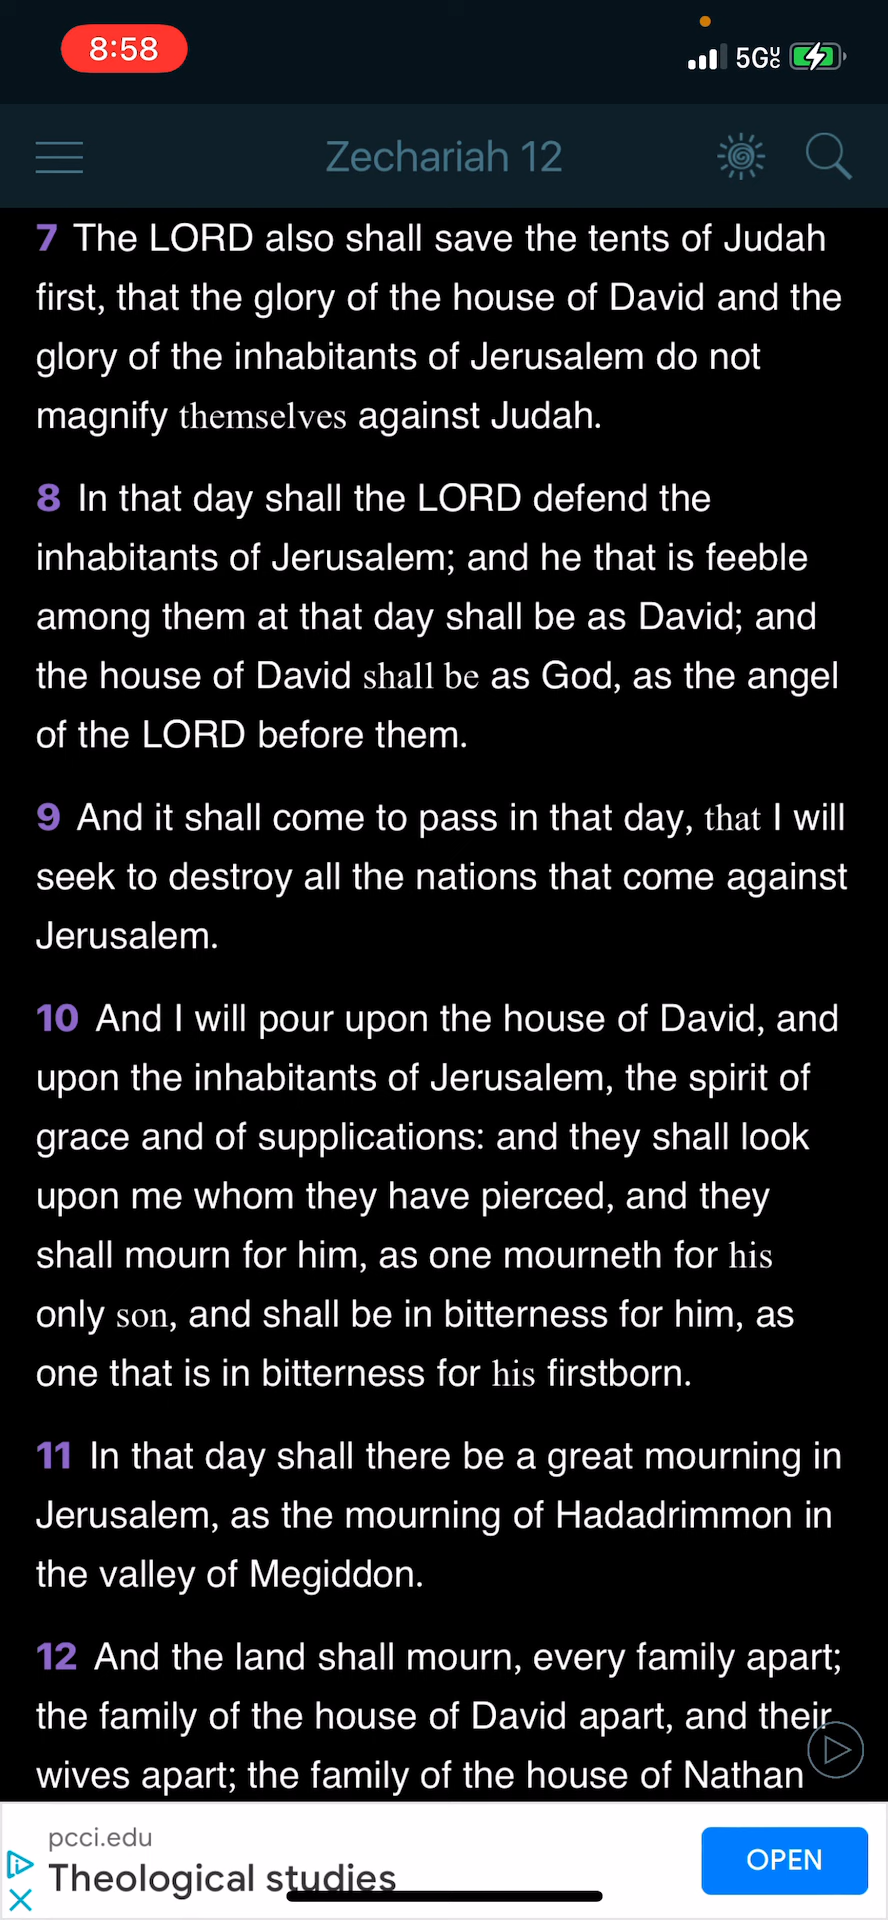 8:58
5GUC
Zechariah 12
7 The LORD also shall save the tents of Judah
first, that the glory of the house of David and the
glory of the inhabitants of Jerusalem do not
magnify themselves against Judah.
8 In that day shall the LORD defend the
inhabitants of Jerusalem; and he that is feeble
among them at that day shall be as David; and
the house of David shall be as God, as the angel
of the LORD before them.
9 And it shall come to pass in that day, that I will
seek to destroy all the nations that come against
Jerusalem.
10 And I will pour upon the house of David, and
upon the inhabitants of Jerusalem, the spirit of
grace and of supplications: and they shall look
upon me whom they have pierced, and they
shall mourn for him, as one mourneth for his
only son, and shall be in bitterness for him, as
one that is in bitterness for his firstborn.
11 In that day shall there be a great mourning in
Jerusalem, as the mourning of Hadadrimmon in
the valley of Megiddon.
12 And the land shall mourn, every family apart;
the family of the house of David apart, and their
wives apart; the family of the house of Nathan
pcci.edu
Theological studies
OPEN